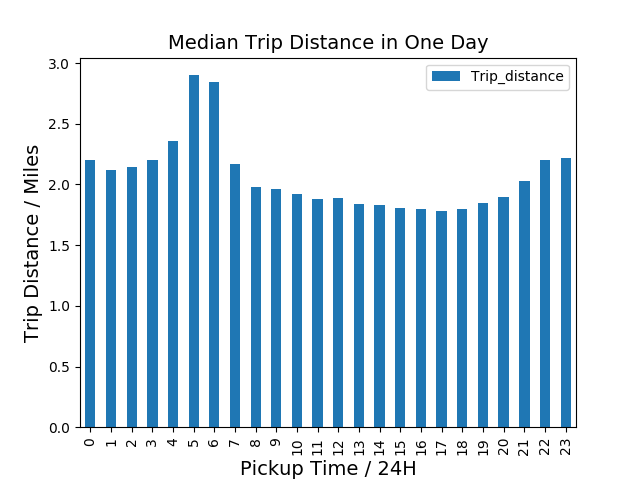 Median Trip Distance in One Day
Trip_distance
3.0
2.5
2.0
1.5
1.0
0.5
0.0
Trip Distance / Miles
0 1 2 3 4 5 6 7 8 9 10 11 12 13 14 15 16 17 18 19 20 21 22 23
Pickup Time / 24H